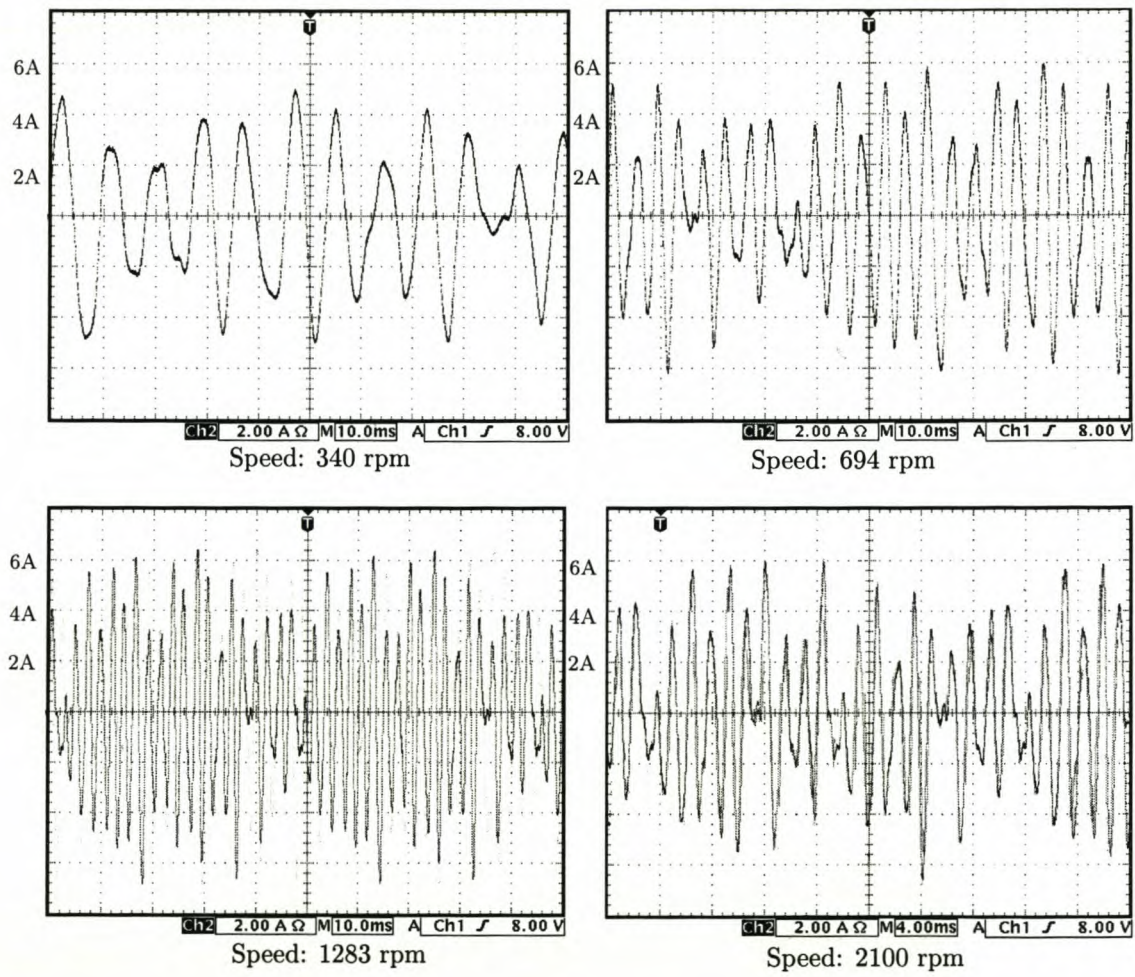 T
6A
4A
2A
Ch2 2.00 A Ω M 10.0ms A Ch1 ʃ 8.00 V
Speed: 340 rpm
T
6A
4A
2A
Ch2 2.00 A Ω M 10.0ms A Ch1 ʃ 8.00 V
Speed: 694 rpm
T
6A
4A
2A
Ch2 2.00 A Ω M 10.0ms A Ch1 ʃ 8.00 V
Speed: 1283 rpm
T
6A
4A
2A
Ch2 2.00 A Ω M 4.00ms A Ch1 ʃ 8.00 V
Speed: 2100 rpm